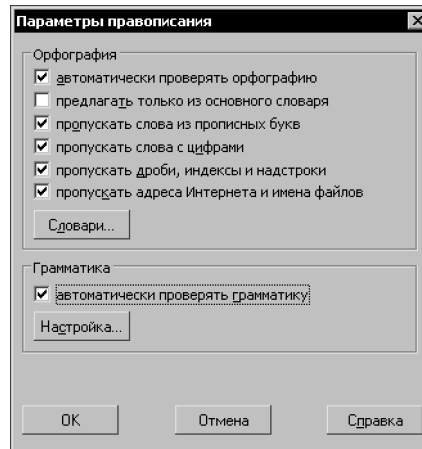 Параметры правописания
Орфография
автоматически проверять орфографию
предлагать только из основного словаря
пропускать слова из прописных букв
пропускать слова с цифрами
пропускать дроби, индексы и надстроки
пропускать адреса Интернета и имена файлов
Словари...
Грамматика
автоматически проверять грамматику
Настройка...
ОК Отмена Справка